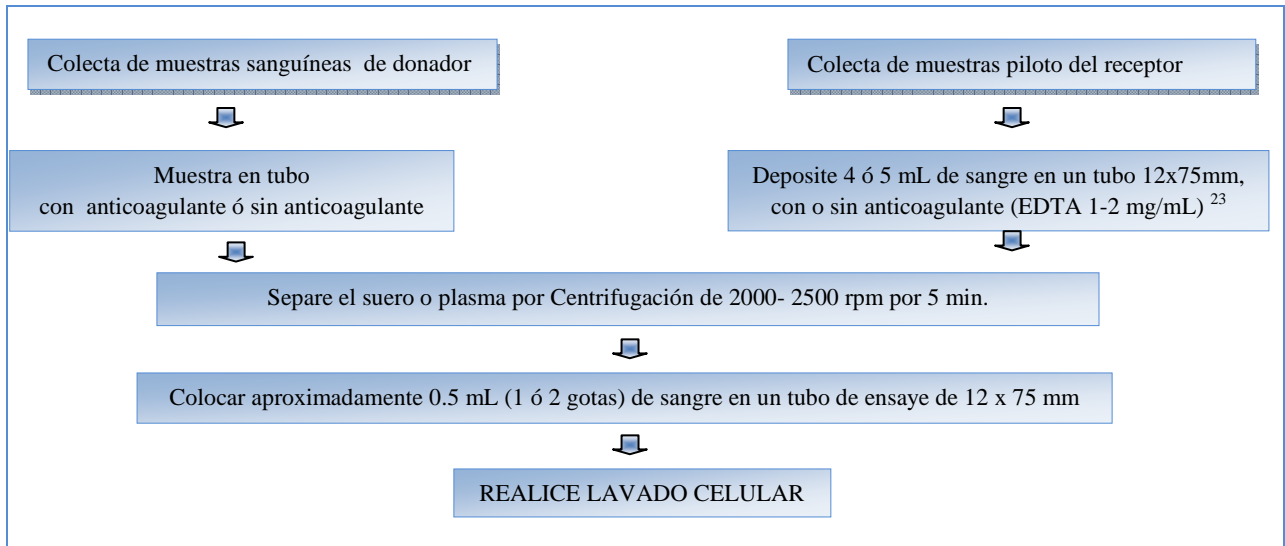 Colecta de muestras sanguíneas de donador
Colecta de muestras piloto del receptor
Muestra en tubo
con anticoagulante ó sin anticoagulante
Deposite 4 ó 5 mL de sangre en un tubo 12x75mm,
con o sin anticoagulante (EDTA 1-2 mg/mL) 23
Separe el suero o plasma por Centrifugación de 2000- 2500 rpm por 5 min.
Colocar aproximadamente 0.5 mL (1 ó 2 gotas) de sangre en un tubo de ensaye de 12 x 75 mm
REALICE LAVADO CELULAR